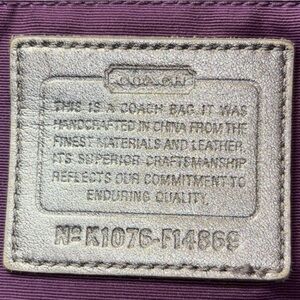 COACH
THIS IS A COACH BAG. IT WAS
HANDCRAFTED IN CHINA FROM THE
FINEST MATERIALS AND LEATHER.
ITS SUPERIOR CRAFTSMANSHIP
REFLECTS OUR COMMITMENT TO
ENDURING QUALITY.
Nº K1076-F14869